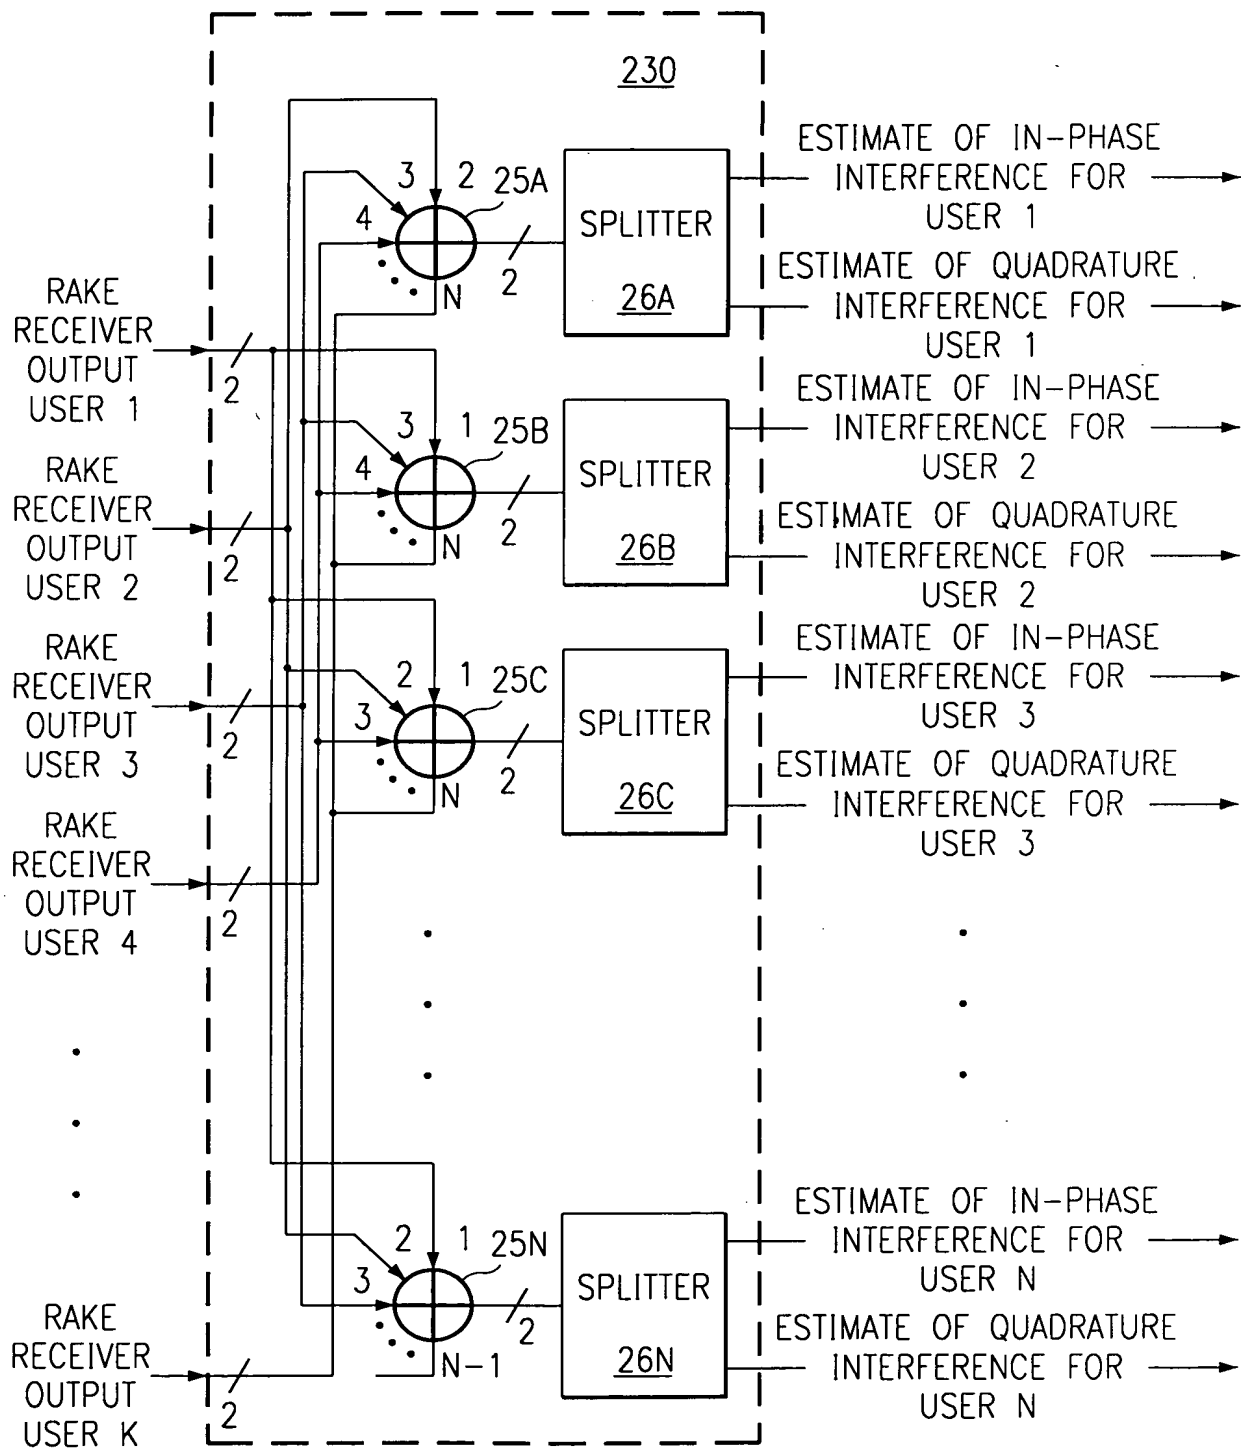 230
3 2 25A
4
N
2
SPLITTER
26A
ESTIMATE OF IN-PHASE
INTERFERENCE FOR
USER 1
ESTIMATE OF QUADRATURE
INTERFERENCE FOR
USER 1
RAKE
RECEIVER
OUTPUT
USER 1
2
3 1 25B
4
N
2
SPLITTER
26B
ESTIMATE OF IN-PHASE
INTERFERENCE FOR
USER 2
ESTIMATE OF QUADRATURE
INTERFERENCE FOR
USER 2
RAKE
RECEIVER
OUTPUT
USER 2
2
2 1 25C
3
N
2
SPLITTER
26C
ESTIMATE OF IN-PHASE
INTERFERENCE FOR
USER 3
ESTIMATE OF QUADRATURE
INTERFERENCE FOR
USER 3
RAKE
RECEIVER
OUTPUT
USER 3
2
RAKE
RECEIVER
OUTPUT
USER 4
2
2 1 25N
3
N-1
2
SPLITTER
26N
ESTIMATE OF IN-PHASE
INTERFERENCE FOR
USER N
ESTIMATE OF QUADRATURE
INTERFERENCE FOR
USER N
RAKE
RECEIVER
OUTPUT
USER K
2